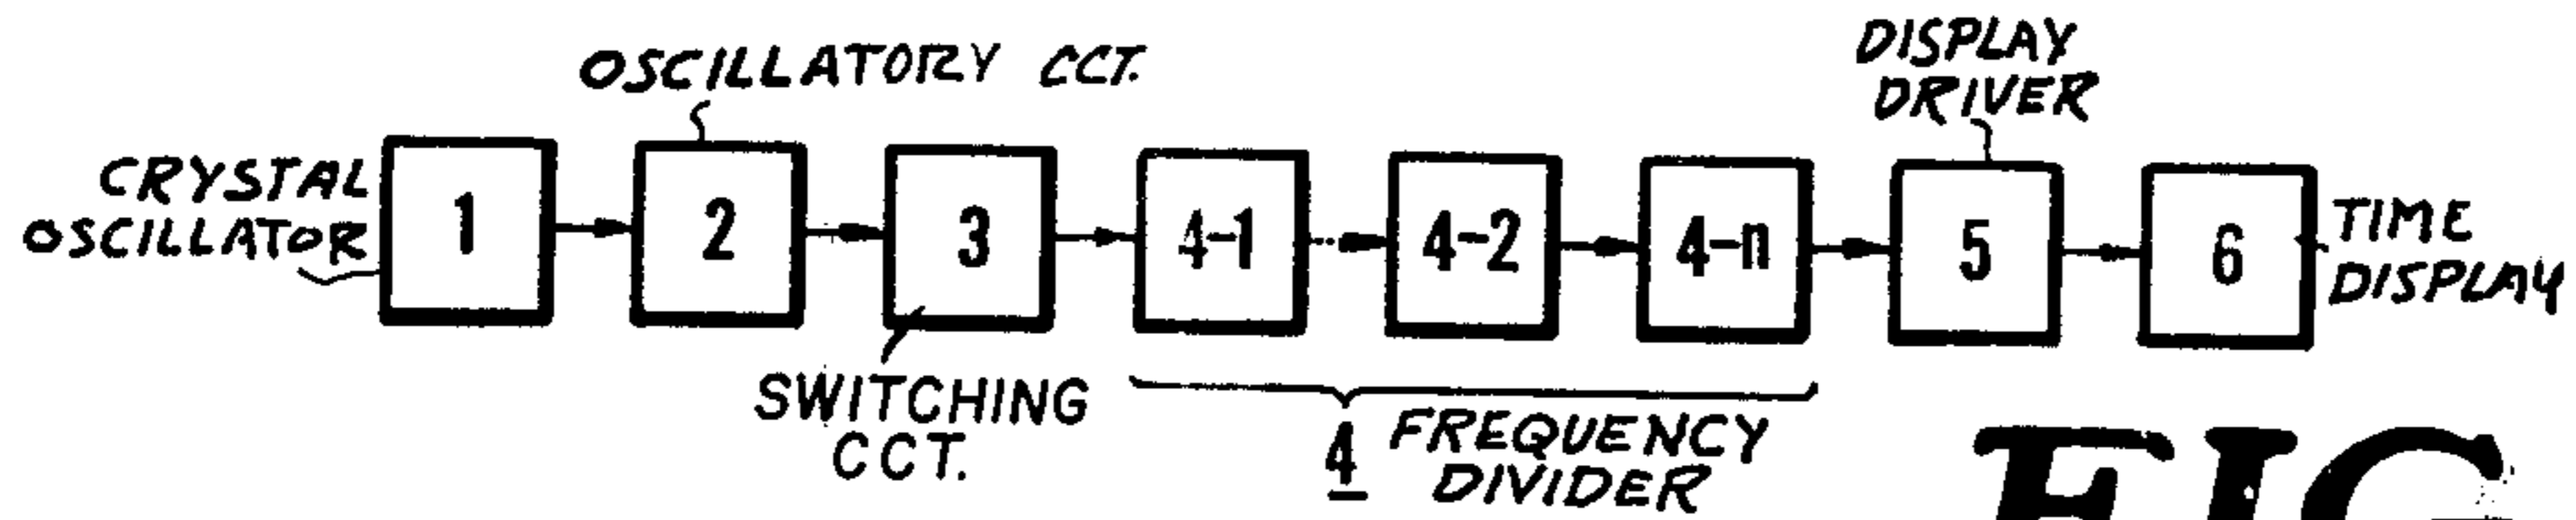 OSCILLATORY CCT.
DISPLAY
DRIVER
CRYSTAL
OSCILLATOR
1
2
3
4-1
4-2
4-n
5
6
TIME
DISPLAY
SWITCHING
CCT.
4
FREQUENCY
DIVIDER
FIG